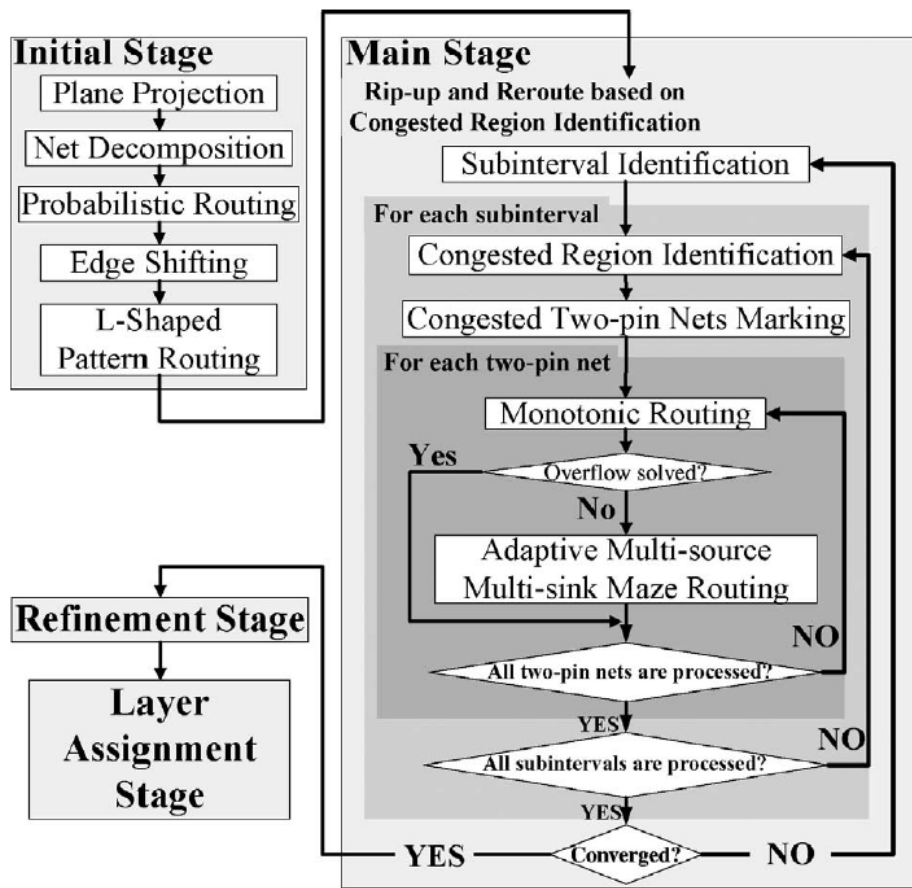 Initial Stage
Plane Projection
Net Decomposition
Probabilistic Routing
Edge Shifting
L-Shaped
Pattern Routing
Main Stage
Rip-up and Reroute based on
Congested Region Identification
Subinterval Identification
For each subinterval
Congested Region Identification
Congested Two-pin Nets Marking
For each two-pin net
Monotonic Routing
Yes
Overflow solved?
No
Adaptive Multi-source
Multi-sink Maze Routing
NO
All two-pin nets are processed?
YES
NO
All subintervals are processed?
YES
Converged?
YES
NO
Refinement Stage
Layer
Assignment
Stage